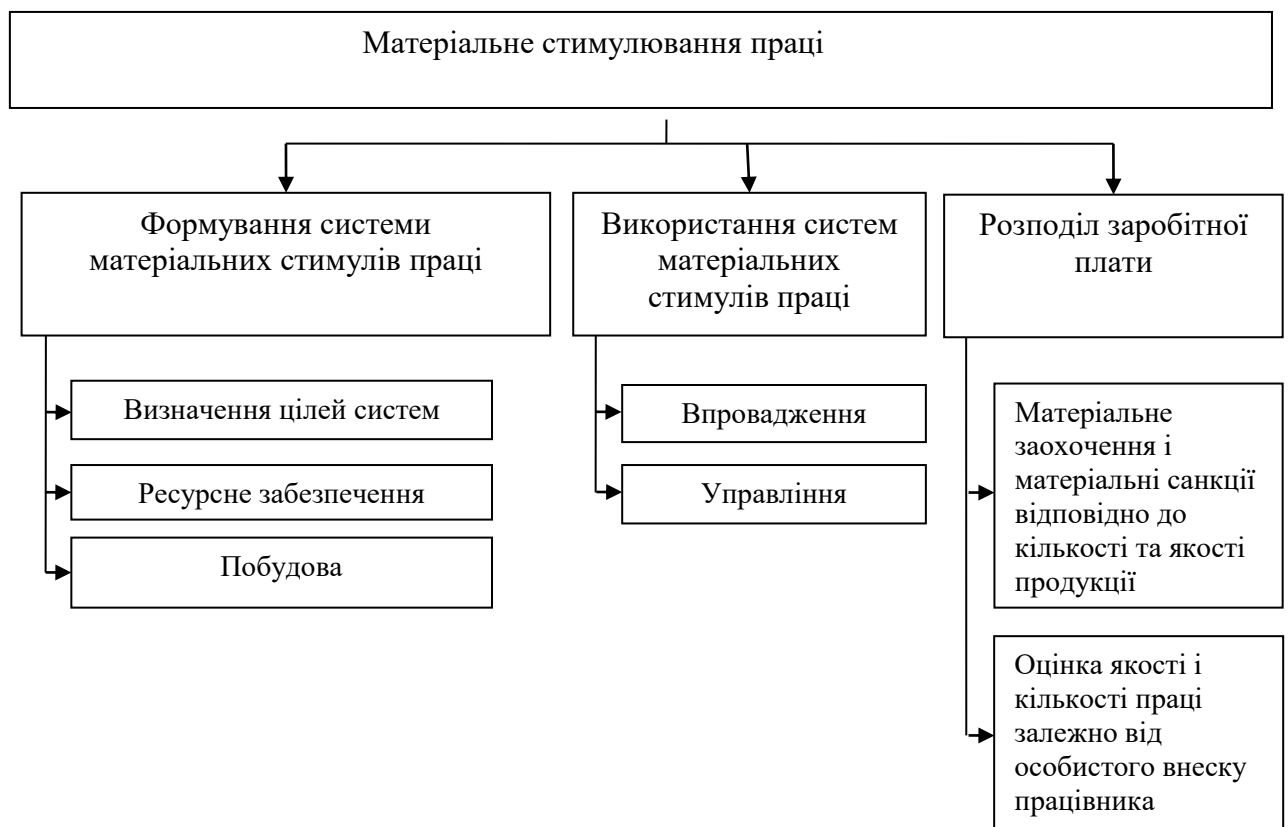 Матеріальне стимулювання праці
Формування системи
матеріальних стимулів праці
Визначення цілей систем
Ресурсне забезпечення
Побудова
Використання систем
матеріальних
стимулів праці
Впровадження
Управління
Розподіл заробітної
плати
Матеріальне
заохочення і
матеріальні санкції
відповідно до
кількості та якості
продукції
Оцінка якості і
кількості праці
залежно від
особистого внеску
працівника